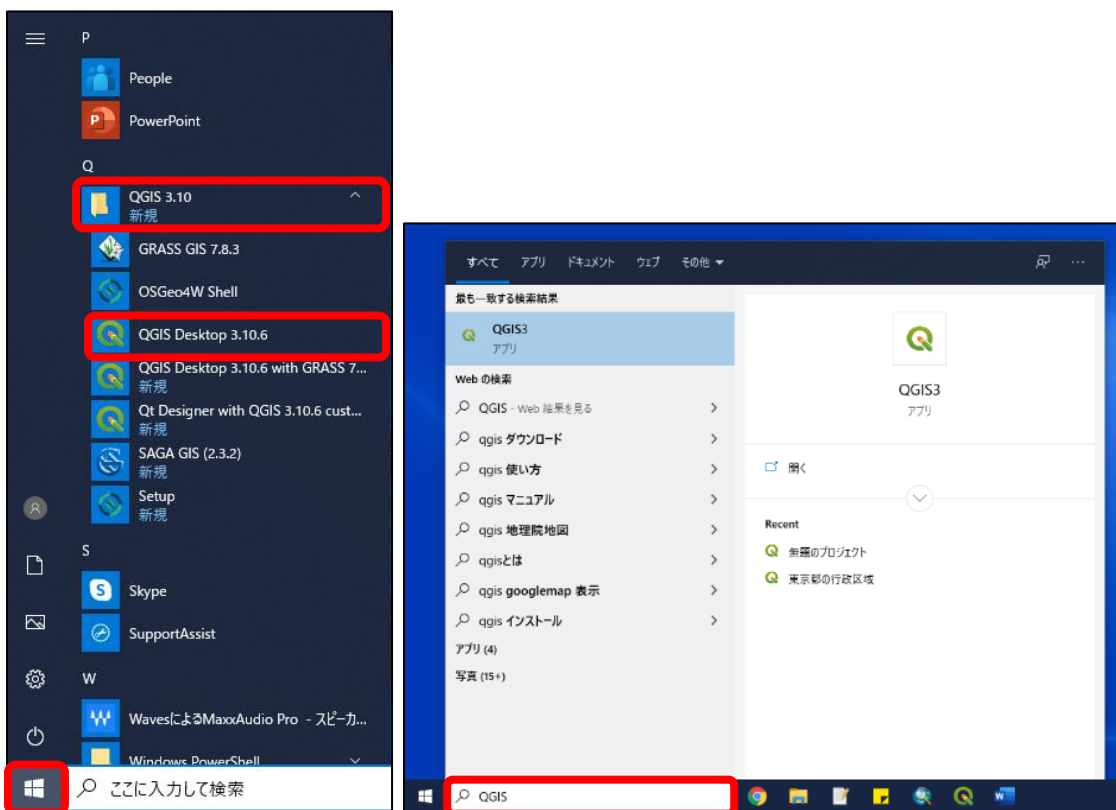 P
People
PowerPoint
Q
QGIS 3.10
新規
GRASS GIS 7.8.3
OSGeo4W Shell
QGIS Desktop 3.10.6
QGIS Desktop 3.10.6 with GRASS 7...
新規
Qt Designer with QGIS 3.10.6 cust...
新規
SAGA GIS (2.3.2)
新規
Setup
新規
S
Skype
SupportAssist
W
WavesによるMaxxAudio Pro - スピーカ...
Windows PowerShell
ここに入力して検索
すべて アプリ ドキュメント ウェブ その他
最も一致する検索結果
QGIS3
アプリ
Web の検索
QGIS - Web 結果を見る
qgis ダウンロード
qgis 使い方
qgis マニュアル
qgis 地理院地図
qgisとは
qgis googlemap 表示
qgis インストール
アプリ (4)
写真 (15+)
QGIS3
アプリ
開く
Recent
無題のプロジェクト
東京都の行政区域
QGIS